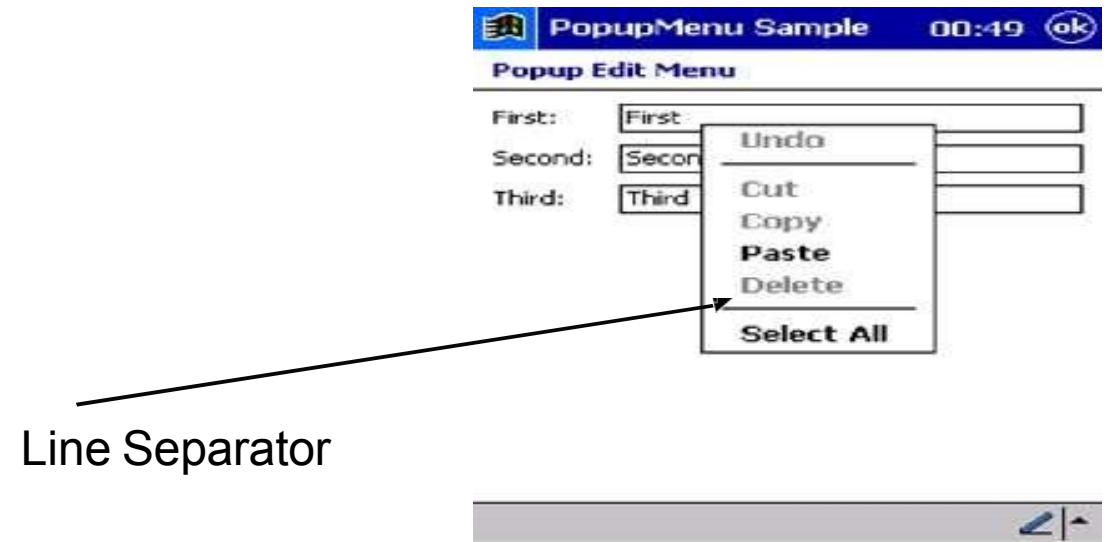 PopupMenu Sample 00:49 ok
Popup Edit Menu
First: First
Undo
Second: Secon
Cut
Third: Third
Copy
Paste
Delete
Select All
Line Separator